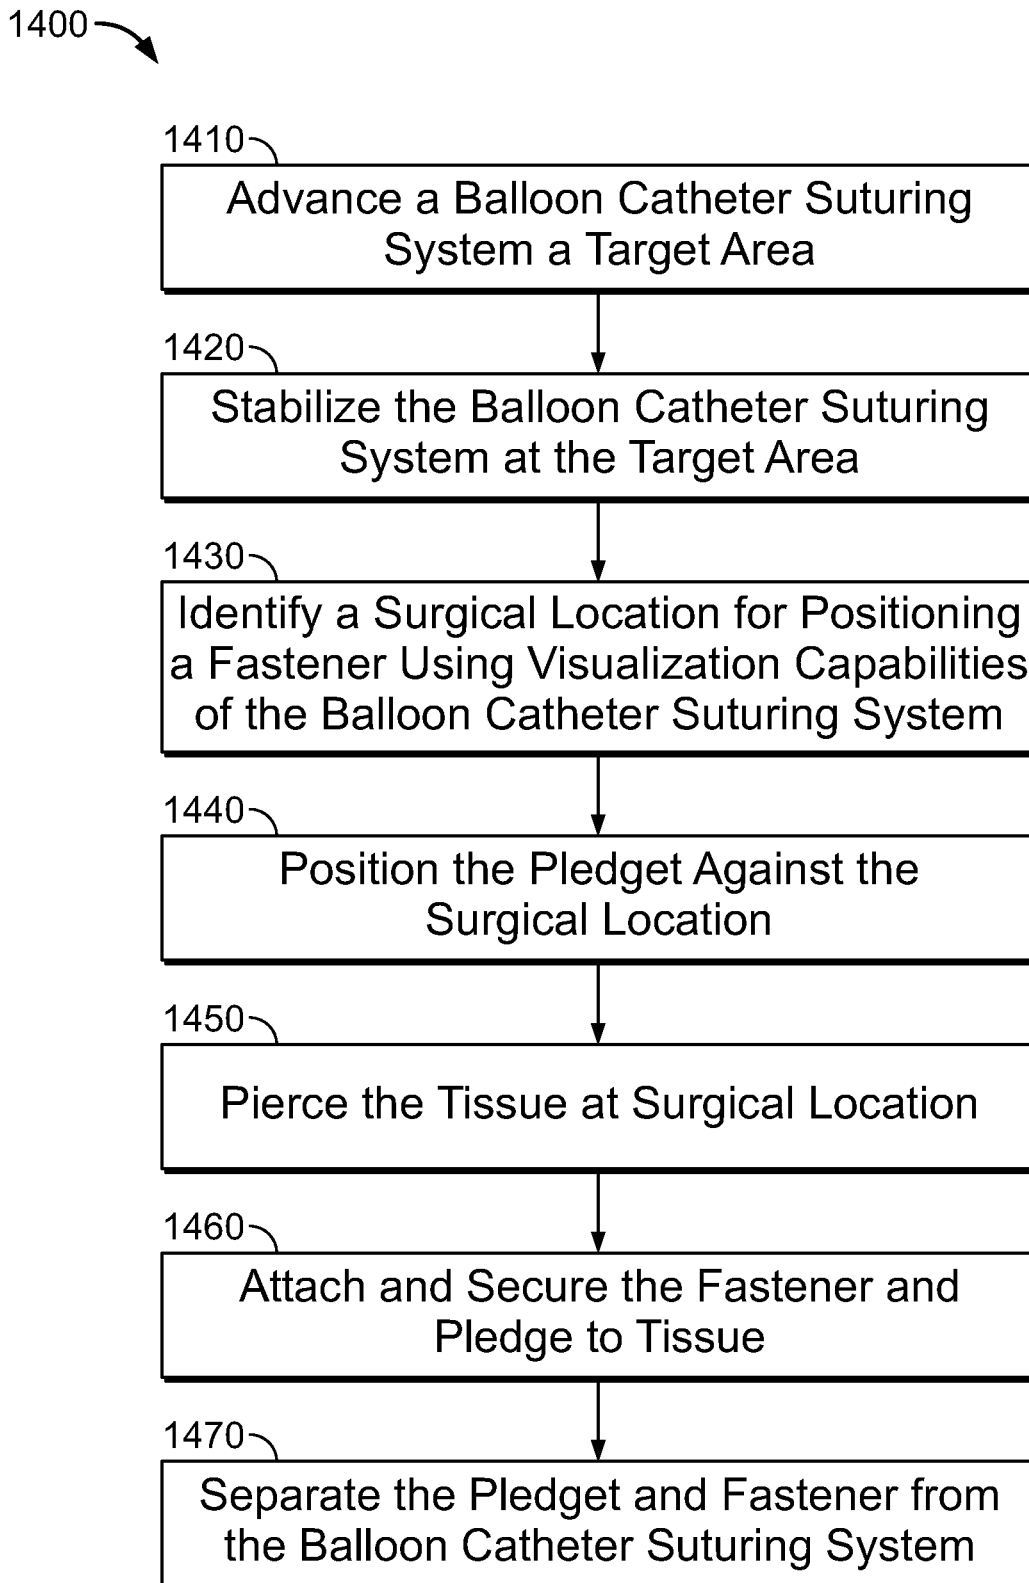 1400
1410
Advance a Balloon Catheter Suturing
System a Target Area
1420
Stabilize the Balloon Catheter Suturing
System at the Target Area
1430
Identify a Surgical Location for Positioning
a Fastener Using Visualization Capabilities
of the Balloon Catheter Suturing System
1440
Position the Pledget Against the
Surgical Location
1450
Pierce the Tissue at Surgical Location
1460
Attach and Secure the Fastener and
Pledge to Tissue
1470
Separate the Pledget and Fastener from
the Balloon Catheter Suturing System